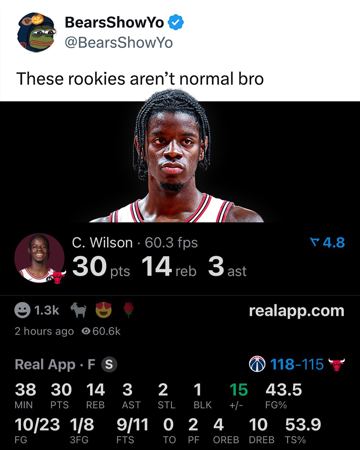 BearsShowYo
@BearsShowYo
These rookies aren’t normal bro
C. Wilson · 60.3 fps 4.8
30 pts 14 reb 3 ast
1.3k realapp.com
2 hours ago 60.6k
Real App · F S 118-115
38 30 14 3 2 1 15 43.5
MIN PTS REB AST STL BLK +/- FG%
10/23 1/8 9/11 0 2 4 10 53.9
FG 3FG FTS TO PF OREB DREB TS%